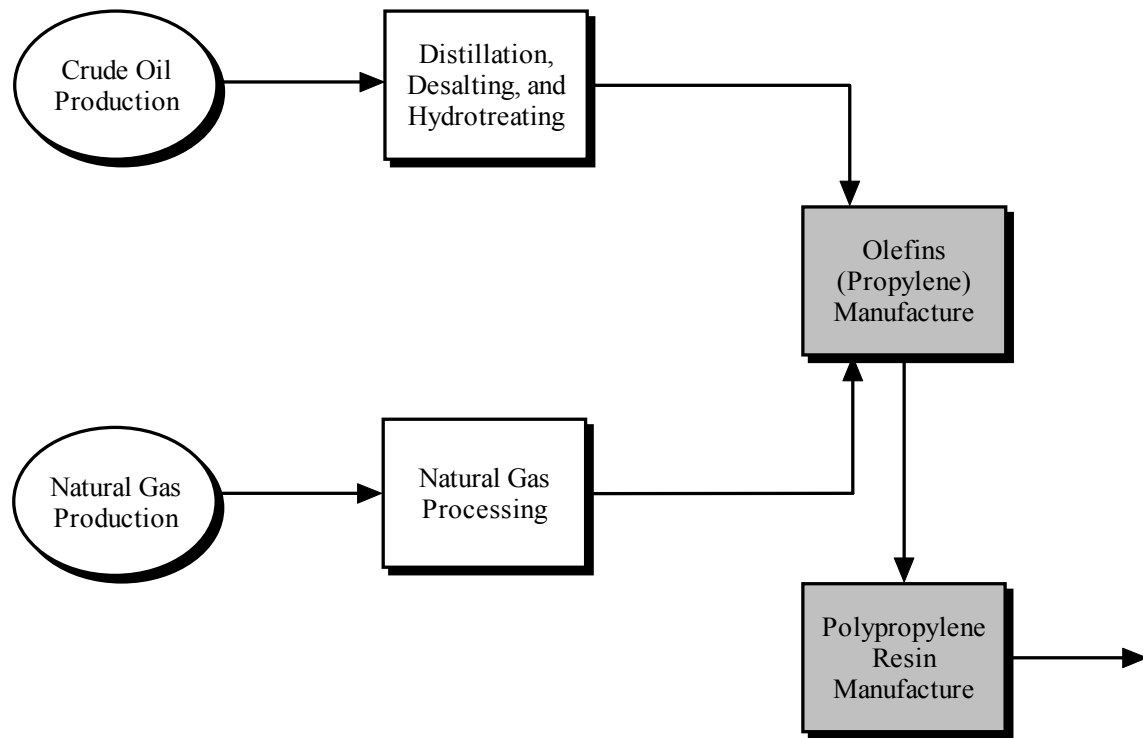 Crude Oil
Production
Distillation,
Desalting, and
Hydrotreating
Olefins
(Propylene)
Manufacture
Natural Gas
Production
Natural Gas
Processing
Polypropylene
Resin
Manufacture